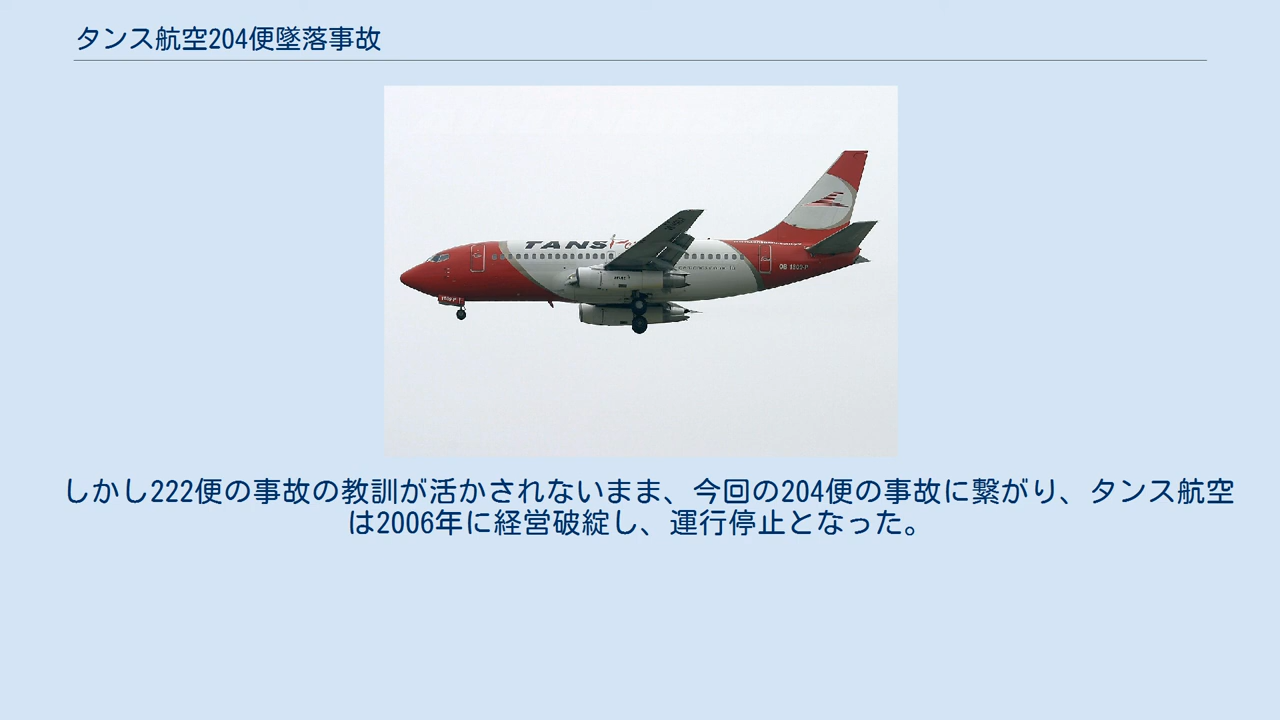 タンス航空204便墜落事故
TANS
OB 1809-P
しかし222便の事故の教訓が活かされないまま、今回の204便の事故に繋がり、タンス航空
は2006年に経営破綻し、運行停止となった。